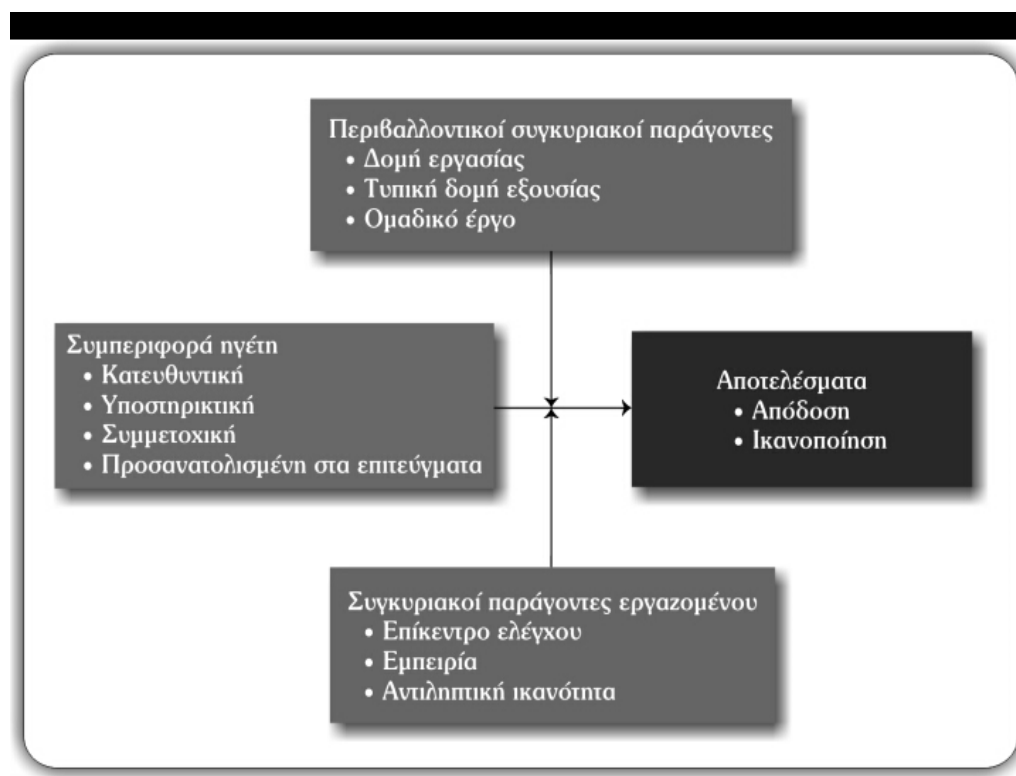 Περιβαλλοντικοί συγκυριακοί παράγοντες
• Δομή εργασίας
• Τυπική δομή εξουσίας
• Ομαδικό έργο
Συμπεριφορά ηγέτη
• Κατευθυντική
• Υποστηρικτική
• Συμμετοχική
• Προσανατολισμένη στα επιτεύγματα
Αποτελέσματα
• Απόδοση
• Ικανοποίηση
Συγκυριακοί παράγοντες εργαζομένου
• Επίκεντρο ελέγχου
• Εμπειρία
• Αντιληπτική ικανότητα